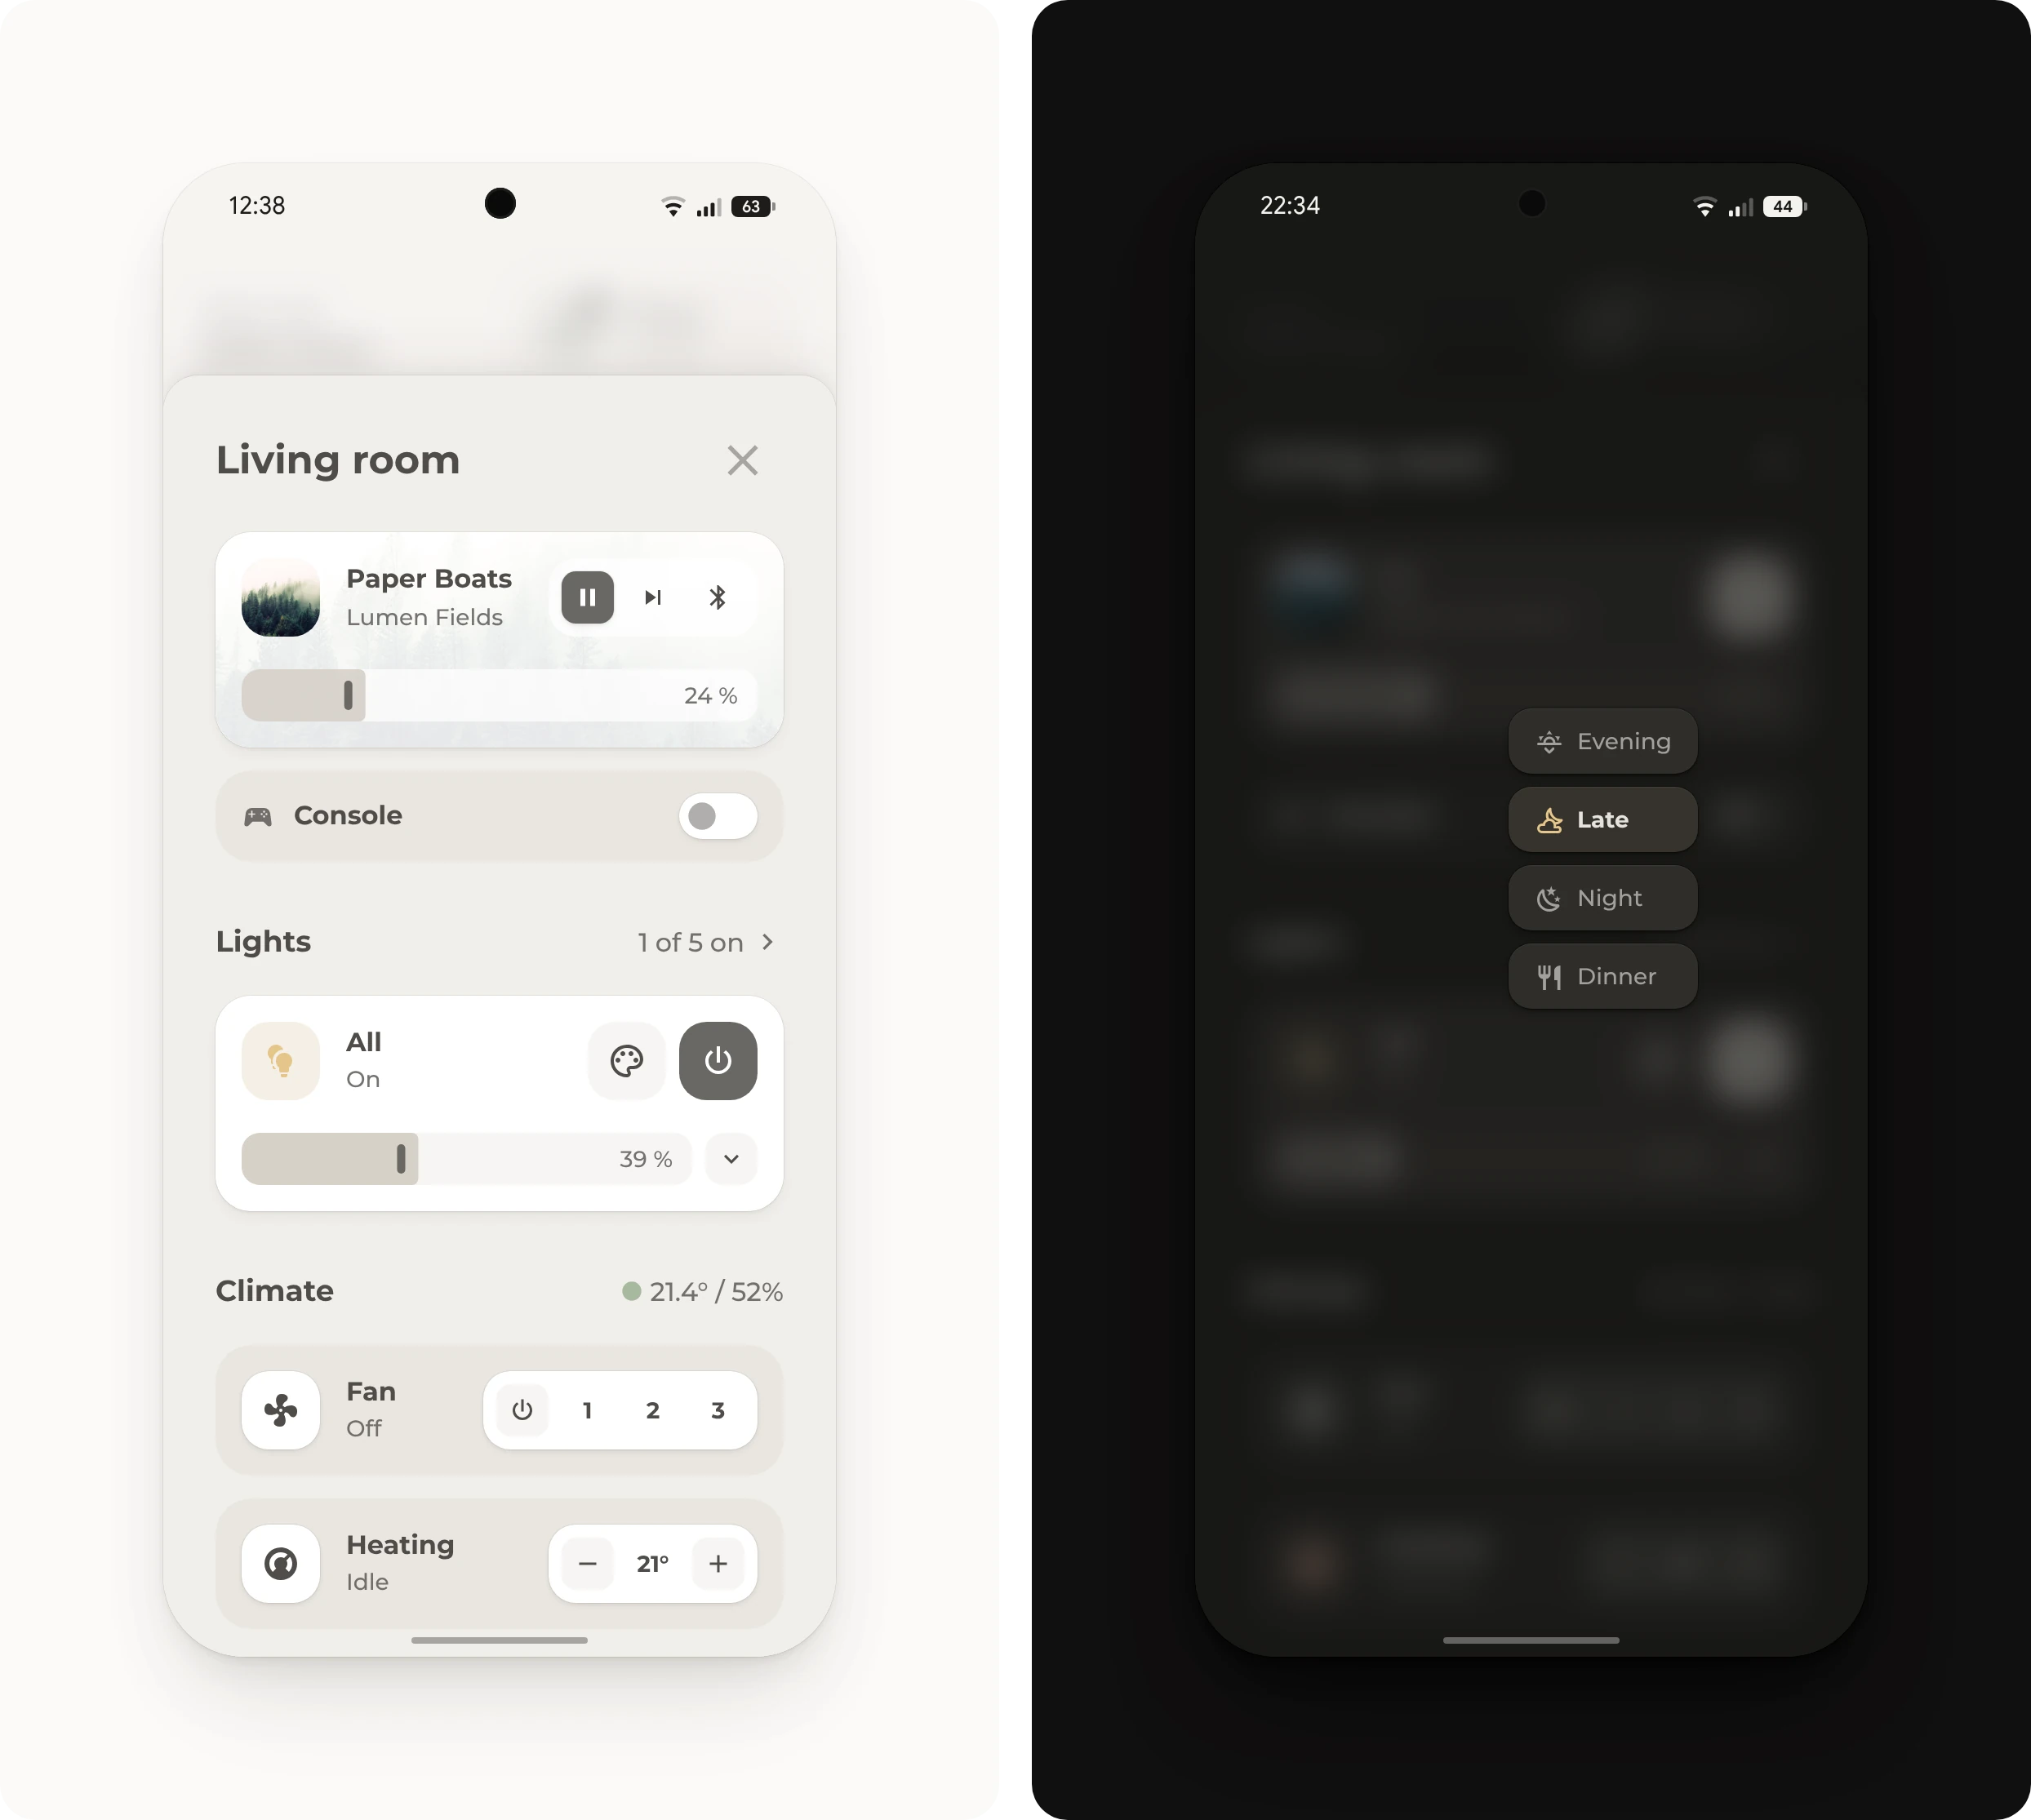 12:38
63
Living room
Paper Boats
Lumen Fields
24 %
Console
Lights
1 of 5 on
All
On
39 %
Climate
21.4° / 52%
Fan
Off
1 2 3
Heating
Idle
21°
22:34
44
Evening
Late
Night
Dinner